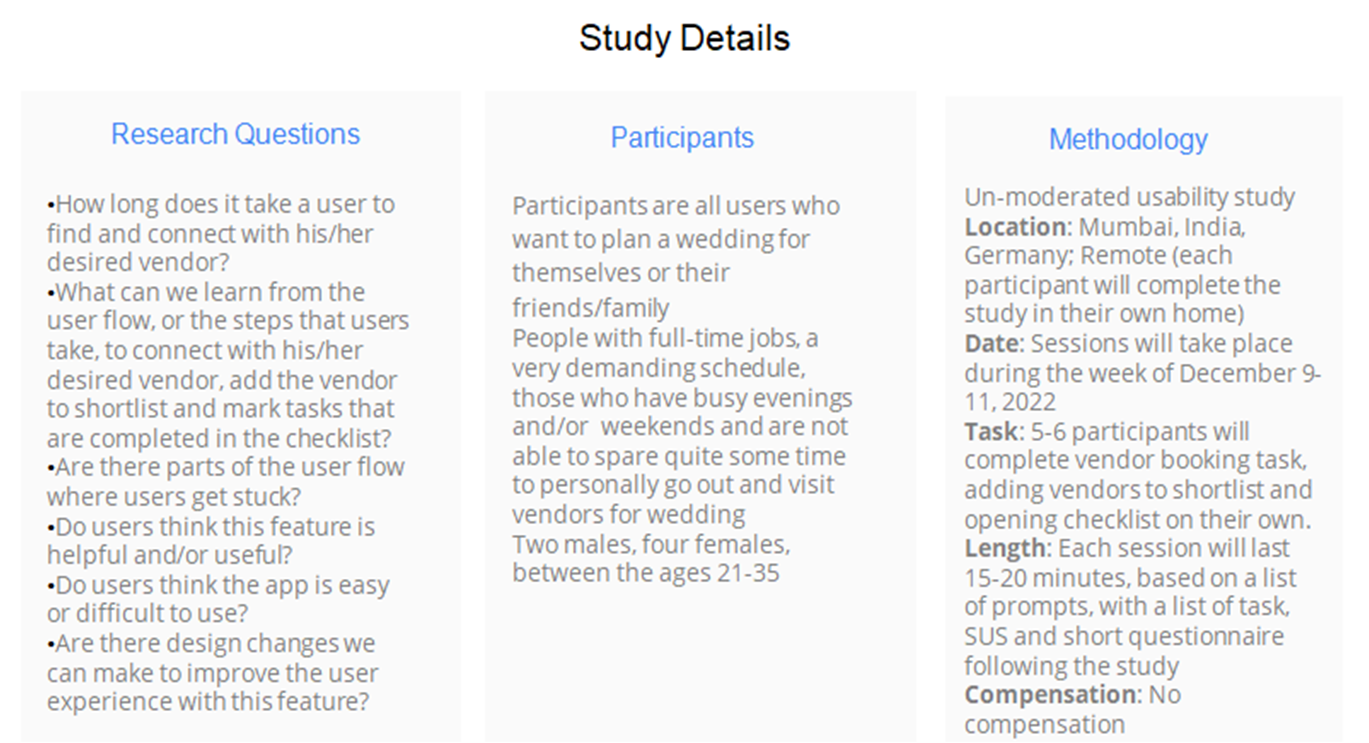 Study Details
Research Questions
•How long does it take a user to
find and connect with his/her
desired vendor?
•What can we learn from the
user flow, or the steps that users
take, to connect with his/her
desired vendor, add the vendor
to shortlist and mark tasks that
are completed in the checklist?
•Are there parts of the user flow
where users get stuck?
•Do users think this feature is
helpful and/or useful?
•Do users think the app is easy
or difficult to use?
•Are there design changes we
can make to improve the user
experience with this feature?
Participants
Participants are all users who
want to plan a wedding for
themselves or their
friends/family
People with full-time jobs, a
very demanding schedule,
those who have busy evenings
and/or  weekends and are not
able to spare quite some time
to personally go out and visit
vendors for wedding
Two males, four females,
between the ages 21-35
Methodology
Un-moderated usability study
Location: Mumbai, India,
Germany; Remote (each
participant will complete the
study in their own home)
Date: Sessions will take place
during the week of December 9-
11, 2022
Task: 5-6 participants will
complete vendor booking task,
adding vendors to shortlist and
opening checklist on their own.
Length: Each session will last
15-20 minutes, based on a list
of prompts, with a list of task,
SUS and short questionnaire
following the study
Compensation: No
compensation